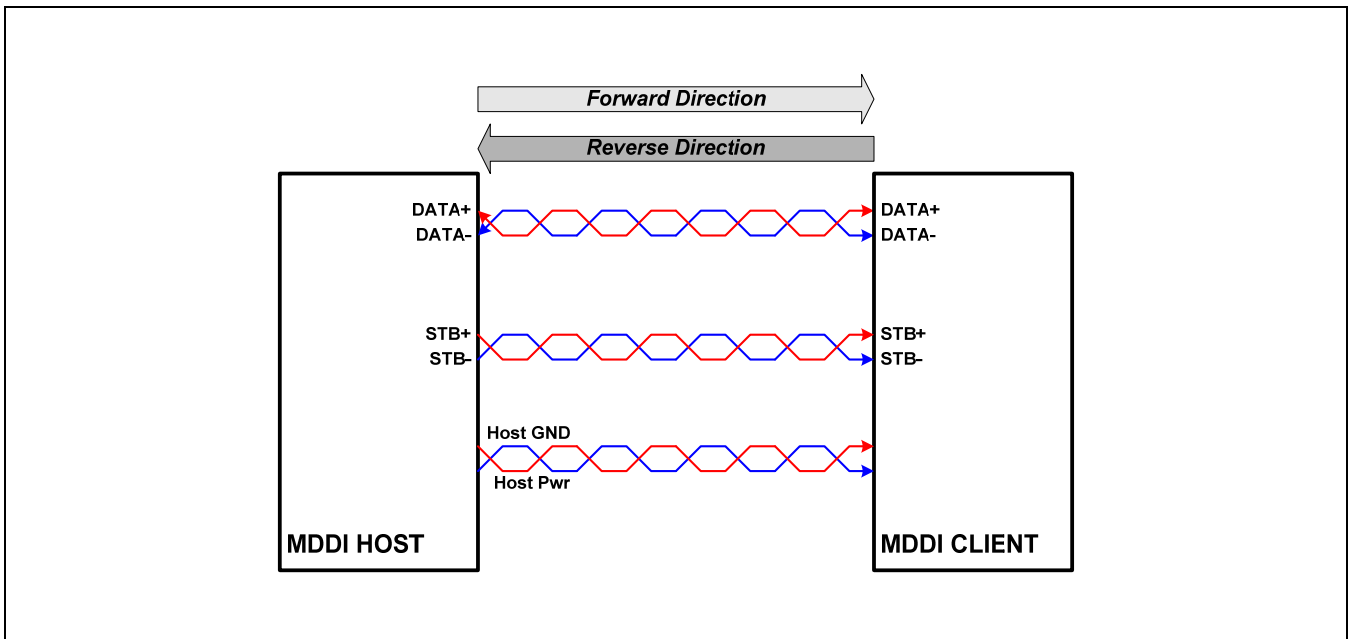 Forward Direction
Reverse Direction
DATA+
DATA-
DATA+
DATA-
STB+
STB-
STB+
STB-
Host GND
Host Pwr
MDDI HOST
MDDI CLIENT